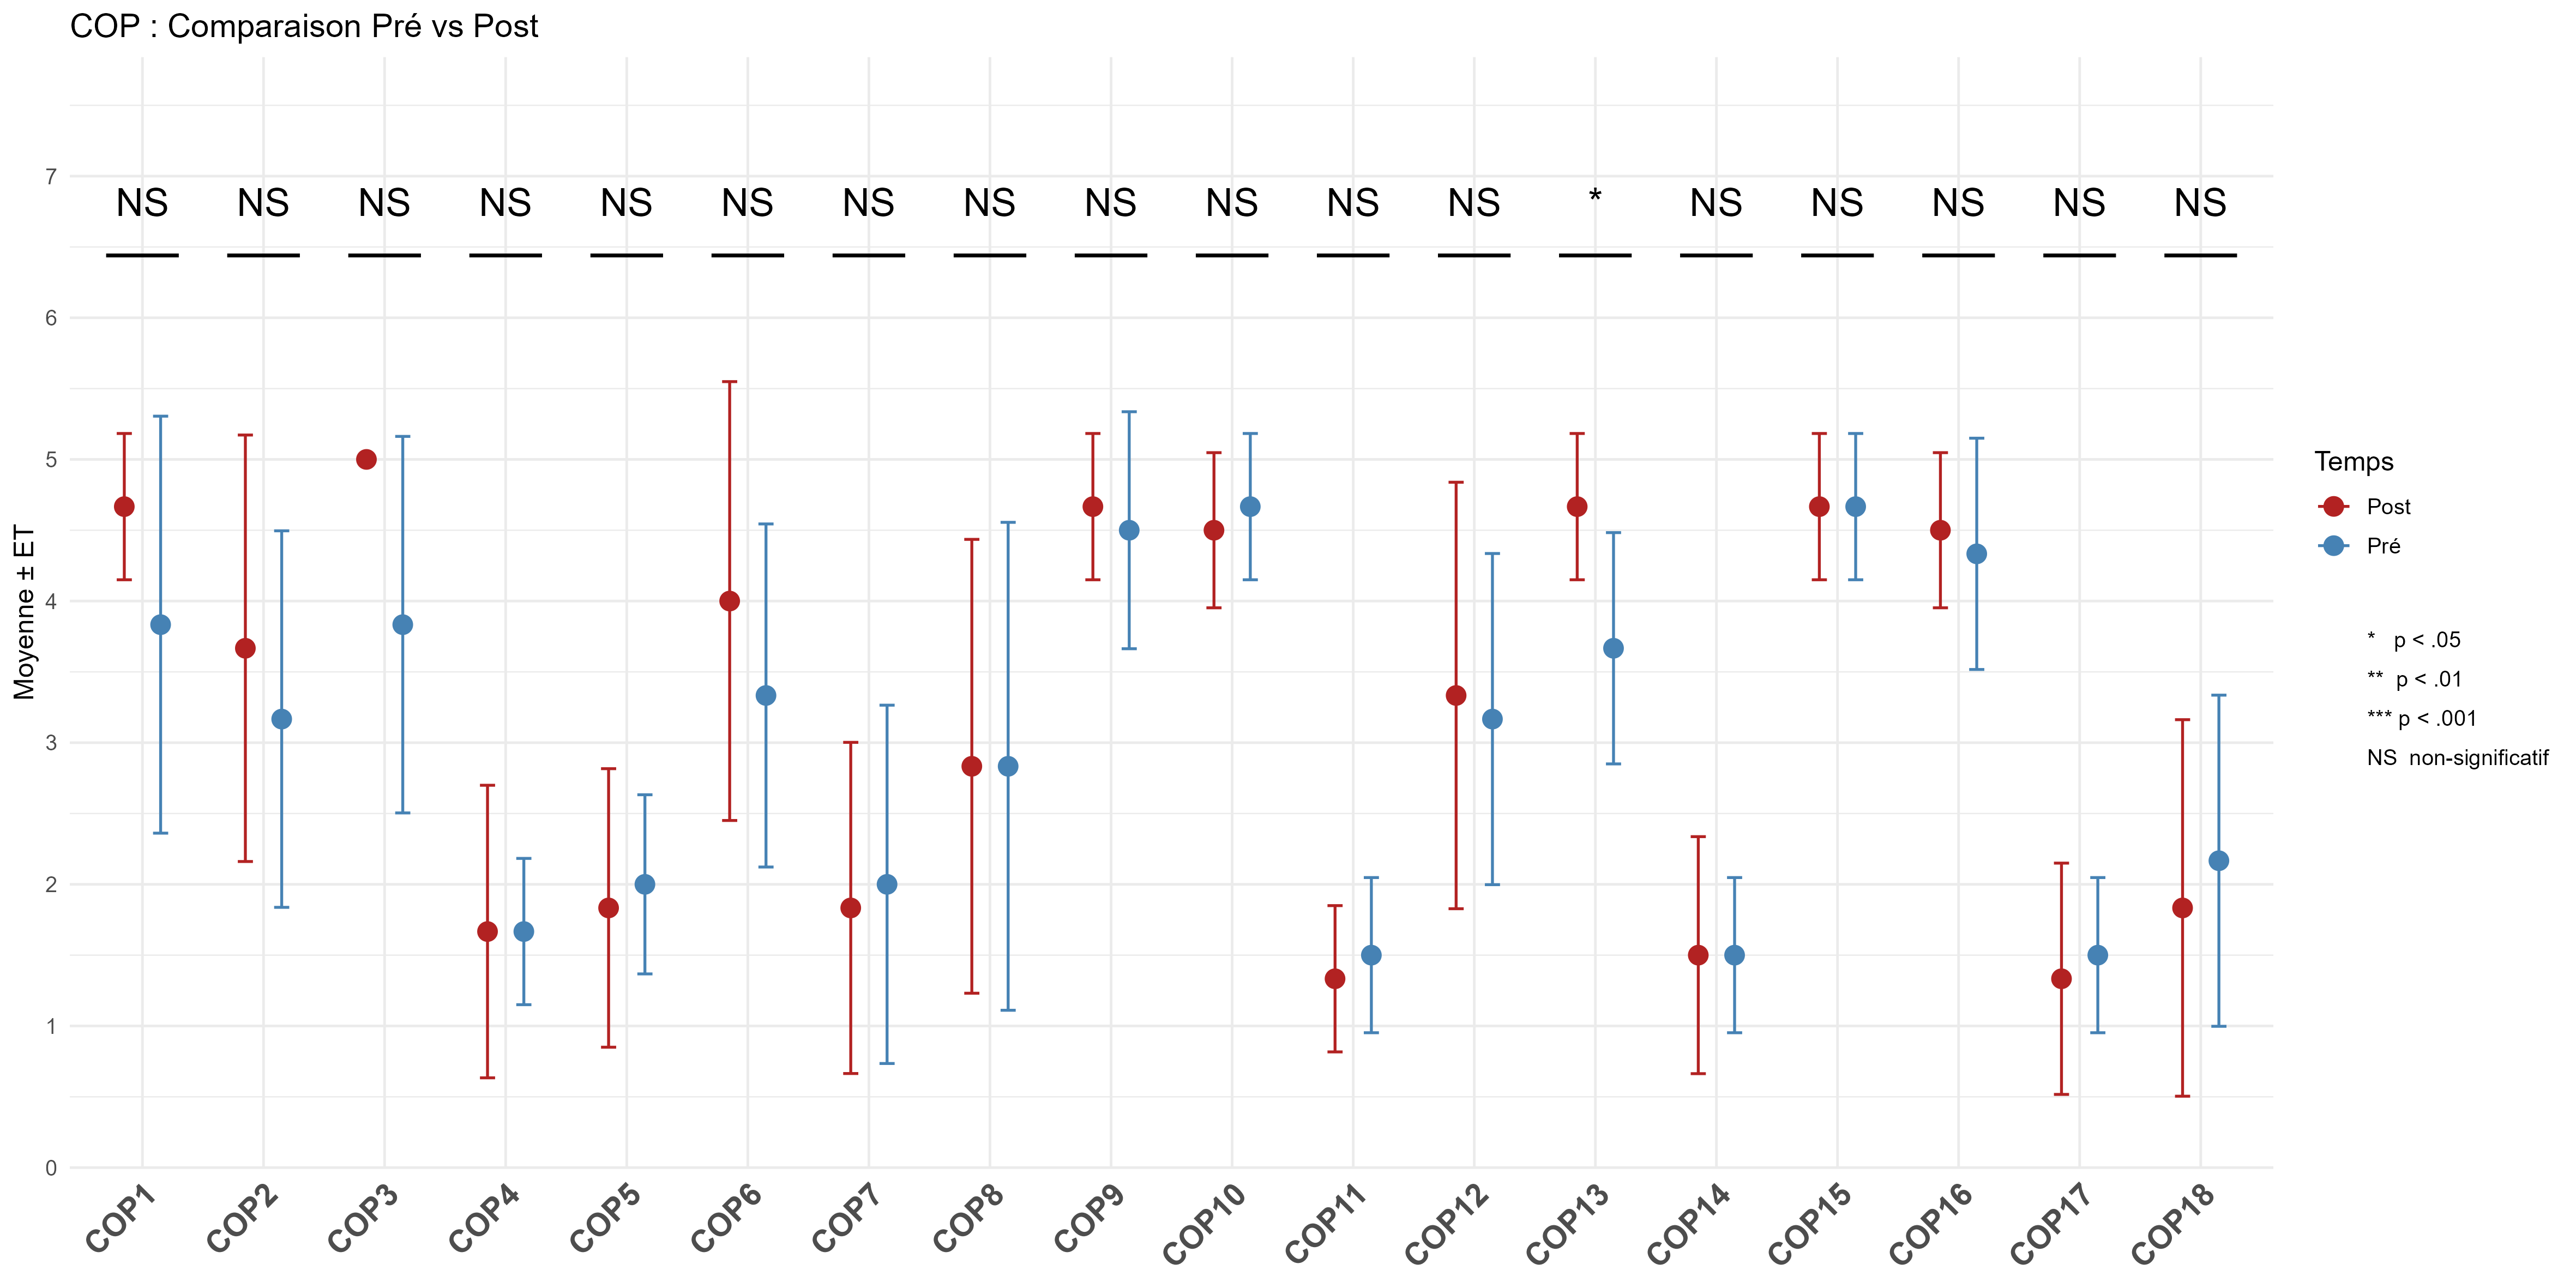 COP : Comparaison Pré vs Post
Moyenne ± ET
7
6
5
4
3
2
1
0
NS NS NS NS NS NS NS NS NS NS NS NS * NS NS NS NS NS
COP1 COP2 COP3 COP4 COP5 COP6 COP7 COP8 COP9 COP10 COP11 COP12 COP13 COP14 COP15 COP16 COP17 COP18
Temps
Post
Pré
* p < .05
** p < .01
*** p < .001
NS non-significatif